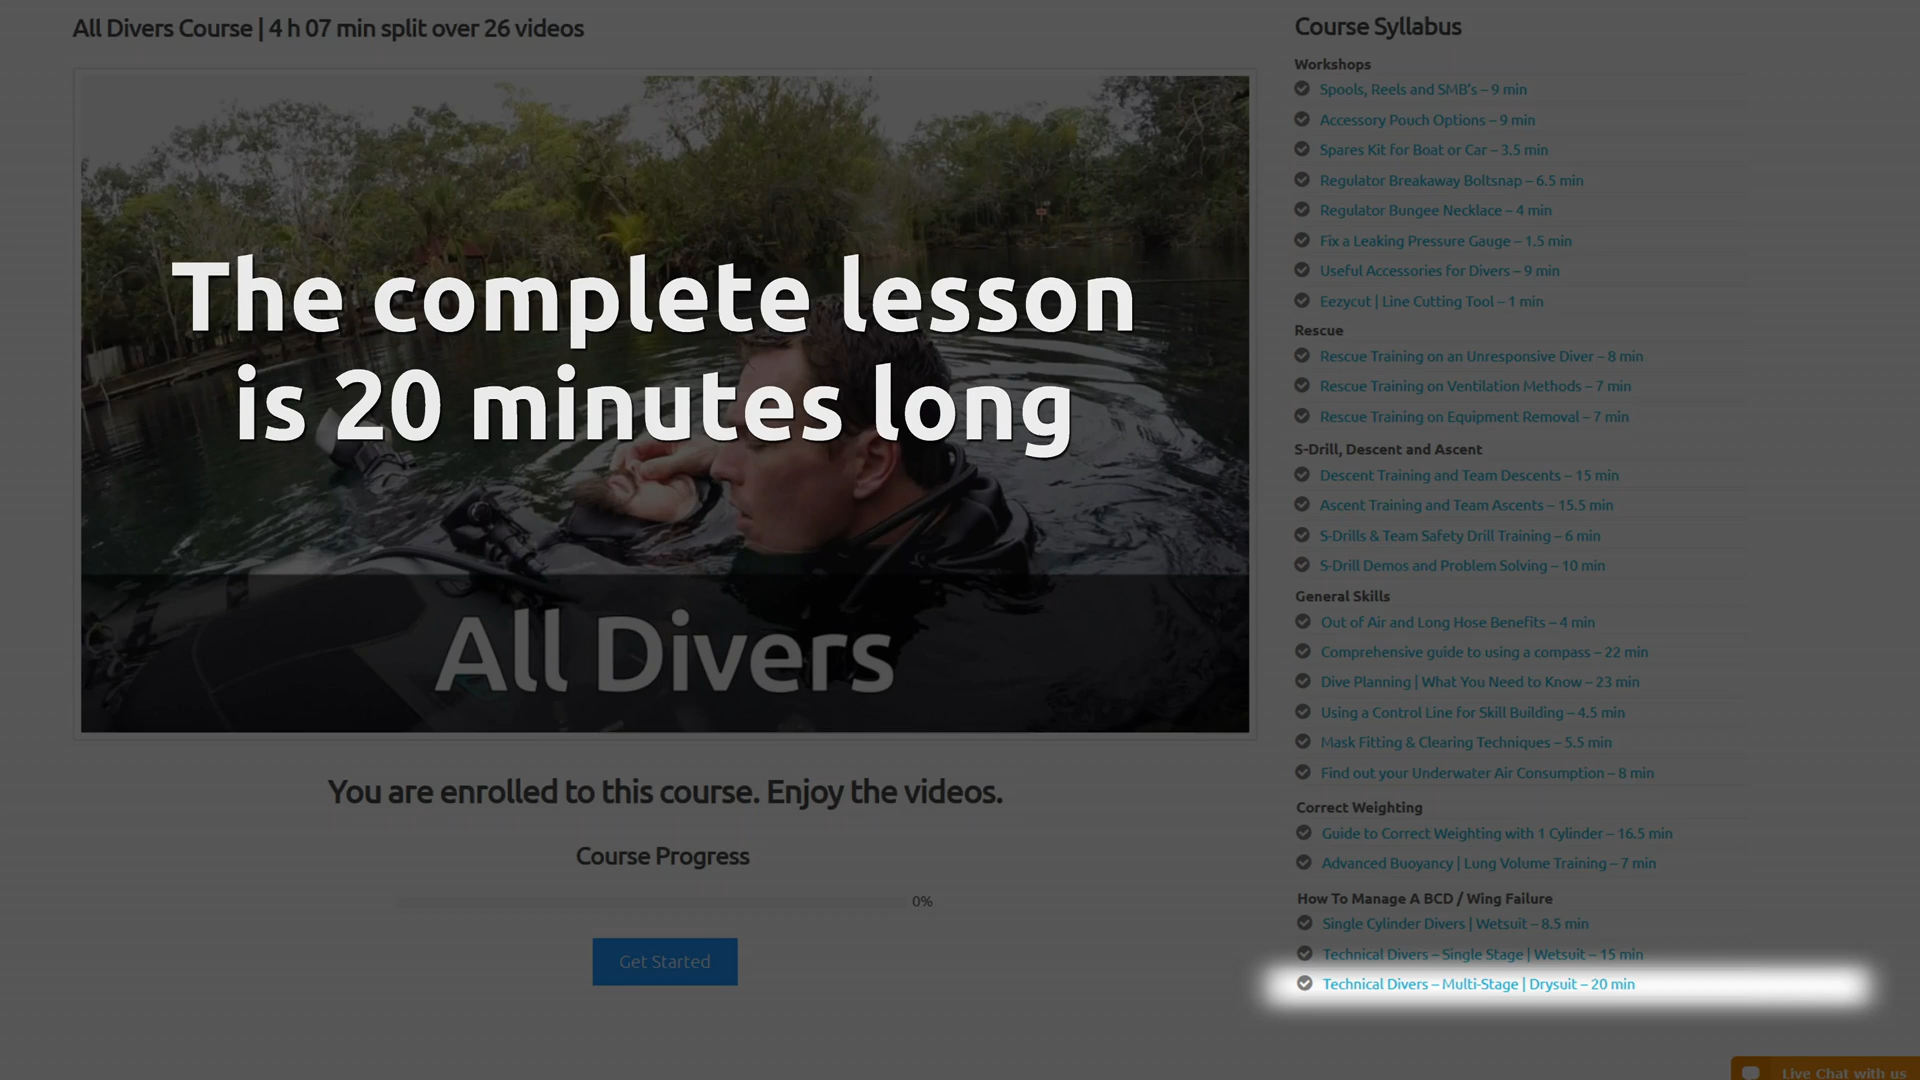 All Divers Course | 4 h 07 min split over 26 videos
The complete lesson
is 20 minutes long
All Divers
You are enrolled to this course. Enjoy the videos.
Course Progress
0%
Get Started
Course Syllabus
Workshops
Spools, Reels and SMB's – 9 min
Accessory Pouch Options – 9 min
Spares Kit for Boat or Car – 3.5 min
Regulator Breakaway Boltsnap – 6.5 min
Regulator Bungee Necklace – 4 min
Fix a Leaking Pressure Gauge – 1.5 min
Useful Accessories for Divers – 9 min
Eezycut | Line Cutting Tool – 1 min
Rescue
Rescue Training on an Unresponsive Diver – 8 min
Rescue Training on Ventilation Methods – 7 min
Rescue Training on Equipment Removal – 7 min
S-Drill, Descent and Ascent
Descent Training and Team Descents – 15 min
Ascent Training and Team Ascents – 15.5 min
S-Drills & Team Safety Drill Training – 6 min
S-Drill Demos and Problem Solving – 10 min
General Skills
Out of Air and Long Hose Benefits – 4 min
Comprehensive guide to using a compass – 22 min
Dive Planning | What You Need to Know – 23 min
Using a Control Line for Skill Building – 4.5 min
Mask Fitting & Clearing Techniques – 5.5 min
Find out your Underwater Air Consumption – 8 min
Correct Weighting
Guide to Correct Weighting with 1 Cylinder – 16.5 min
Advanced Buoyancy | Lung Volume Training – 7 min
How To Manage A BCD / Wing Failure
Single Cylinder Divers | Wetsuit – 8.5 min
Technical Divers – Single Stage | Wetsuit – 15 min
Technical Divers – Multi-Stage | Drysuit – 20 min
Live Chat with us